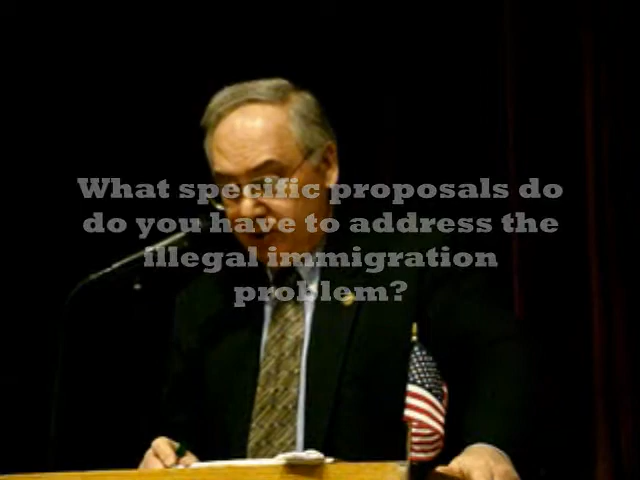 What specific proposals do
do you have to address the
illegal immigration
problem?